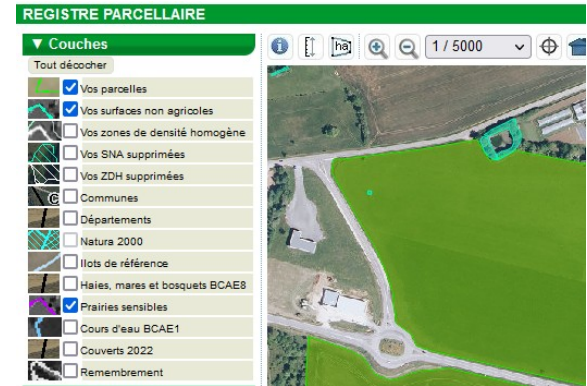 REGISTRE PARCELLAIRE
▼ Couches
1 / 5000
Tout décocher
Vos parcelles
Vos surfaces non agricoles
Vos zones de densité homogène
Vos SNA supprimées
Vos ZDH supprimées
Communes
Départements
Natura 2000
Ilots de référence
Haies, mares et bosquets BCAE8
Prairies sensibles
Cours d'eau BCAE1
Couverts 2022
Remembrement
ha
©